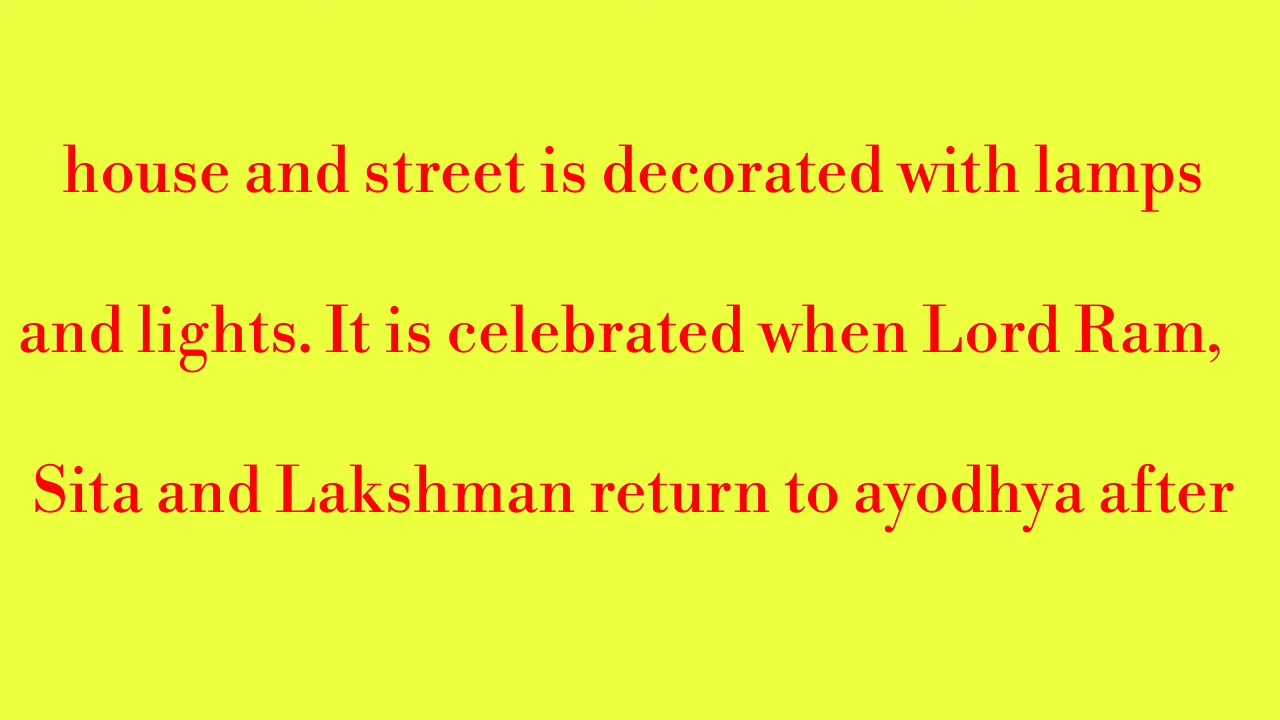 house and street is decorated with lamps
and lights. It is celebrated when Lord Ram,
Sita and Lakshman return to ayodhya after